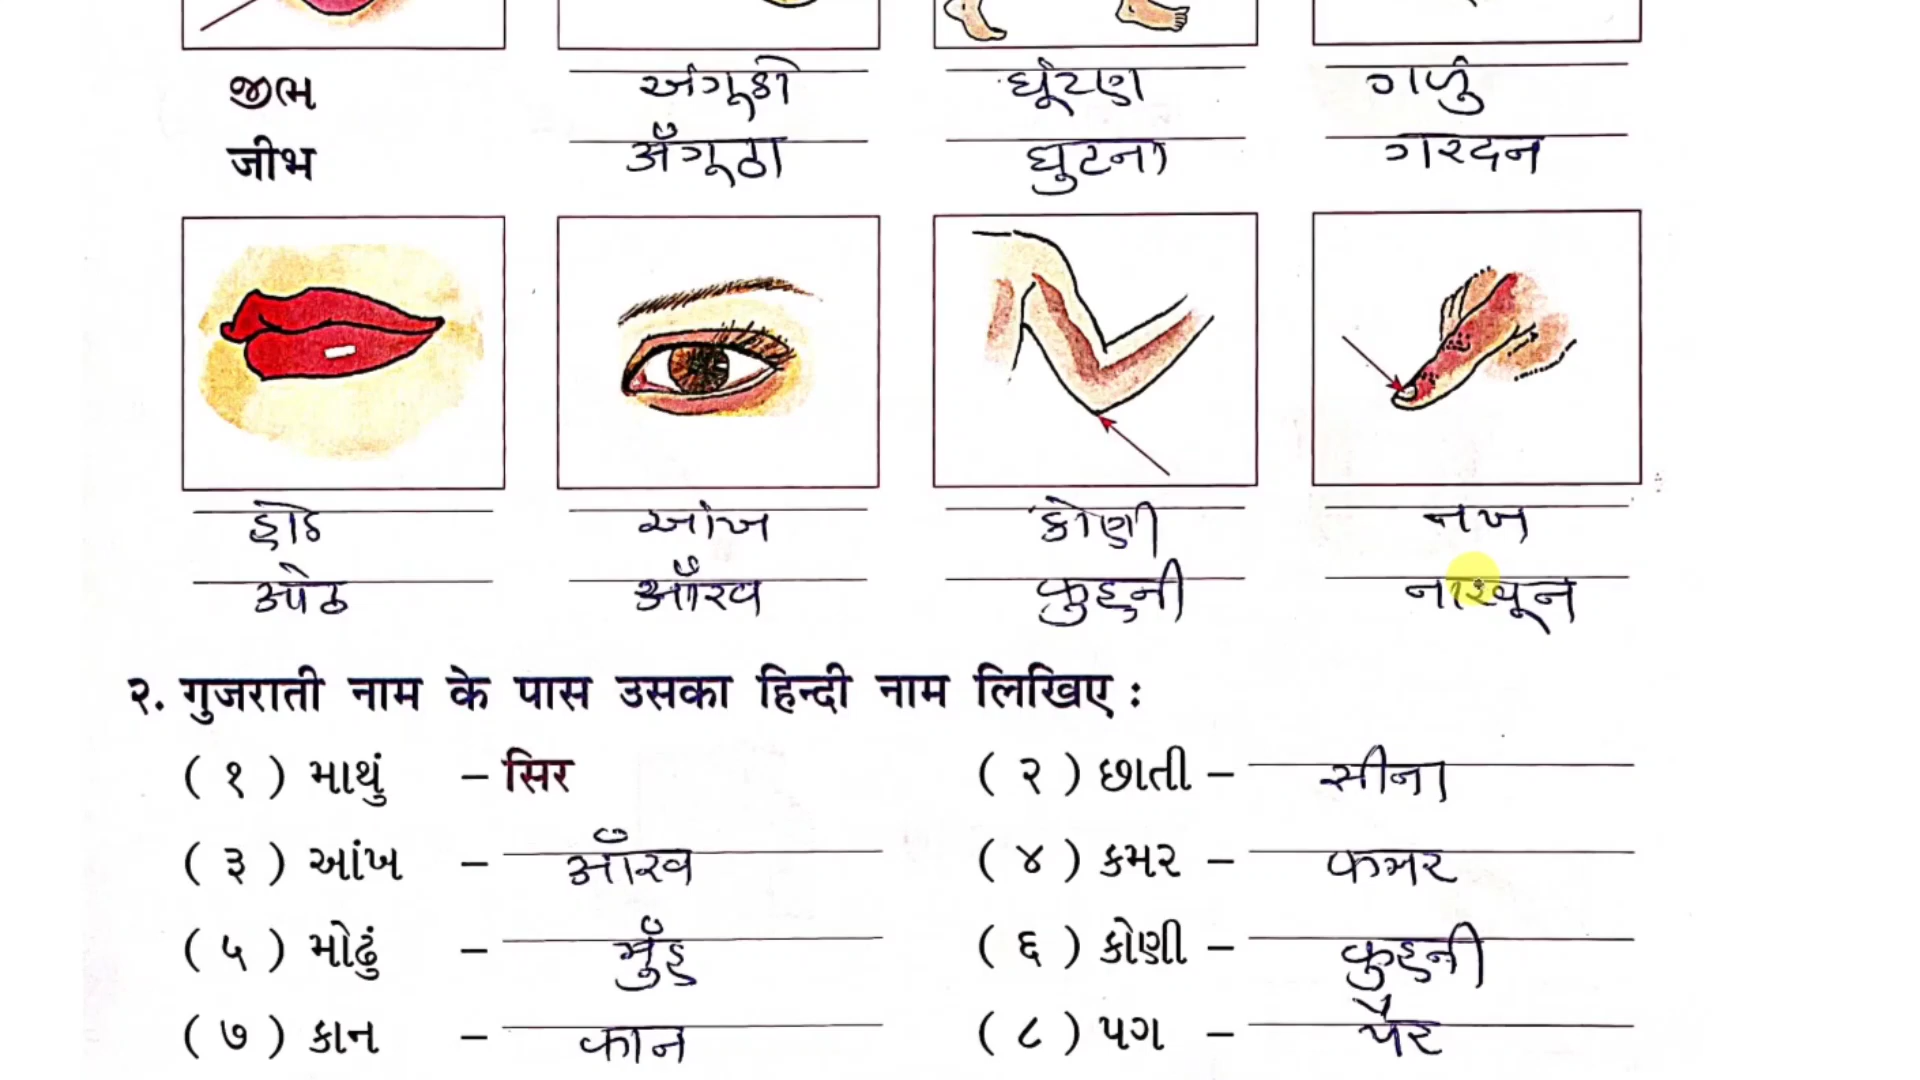 જીભ અંગૂઠો ઘૂંટણ ગળું
जीभ अँगूठा घुटना गरदन
હોઠ આંખ કોણી નખ
ओठ आँख कुहनी नाखून
२. गुजराती नाम के पास उसका हिन्दी नाम लिखिए :
( १ ) માથું – सिर ( २ ) છાતી – सीना
( ३ ) આંખ – आँख ( ४ ) કમર – कमर
( ५ ) મોઢું – मुँह ( ६ ) કોણી – कुहनी
( ७ ) કાન – कान ( ८ ) પગ – पैर